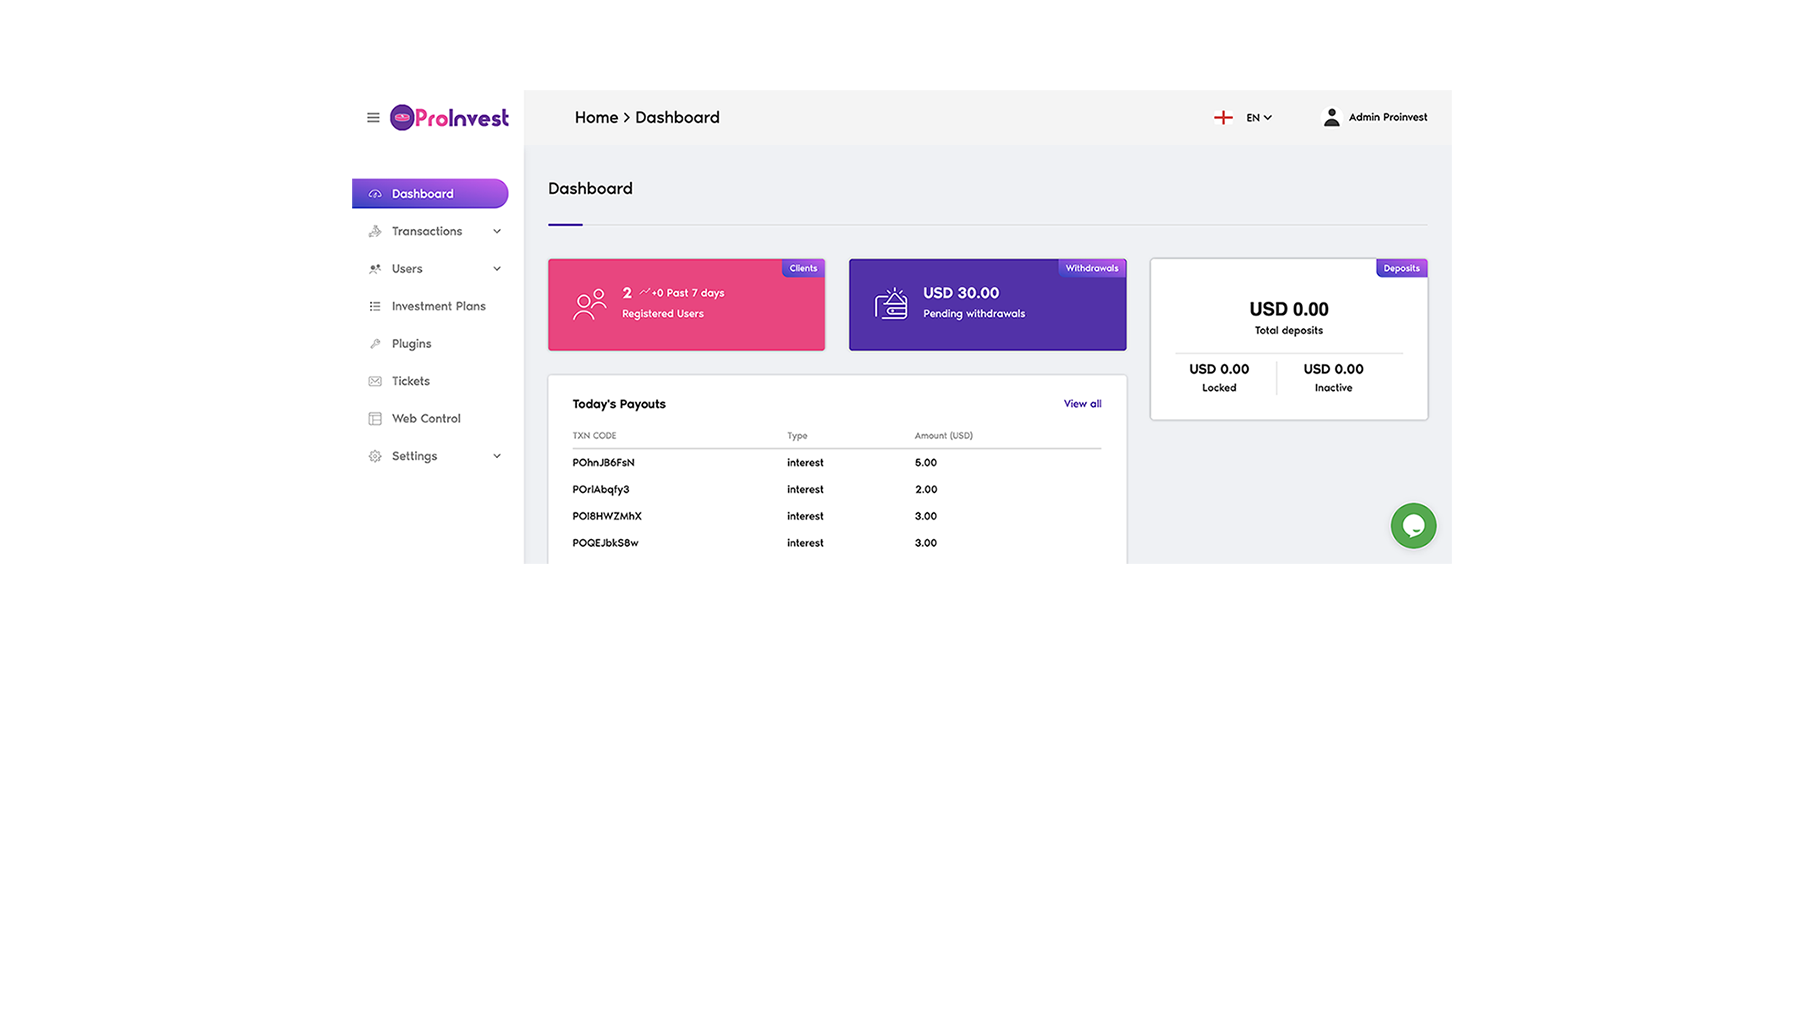 ProInvest
Home > Dashboard
EN
Admin Proinvest
Dashboard
Transactions
Users
Investment Plans
Plugins
Tickets
Web Control
Settings
Dashboard
Clients
2 +0 Past 7 days
Registered Users
Withdrawals
USD 30.00
Pending withdrawals
Deposits
USD 0.00
Total deposits
USD 0.00 USD 0.00
Locked Inactive
Today's Payouts View all
TXN CODE Type Amount (USD)
POhnJB6FsN interest 5.00
interest 2.00
interest 3.00
POQEJbkS8w interest 3.00